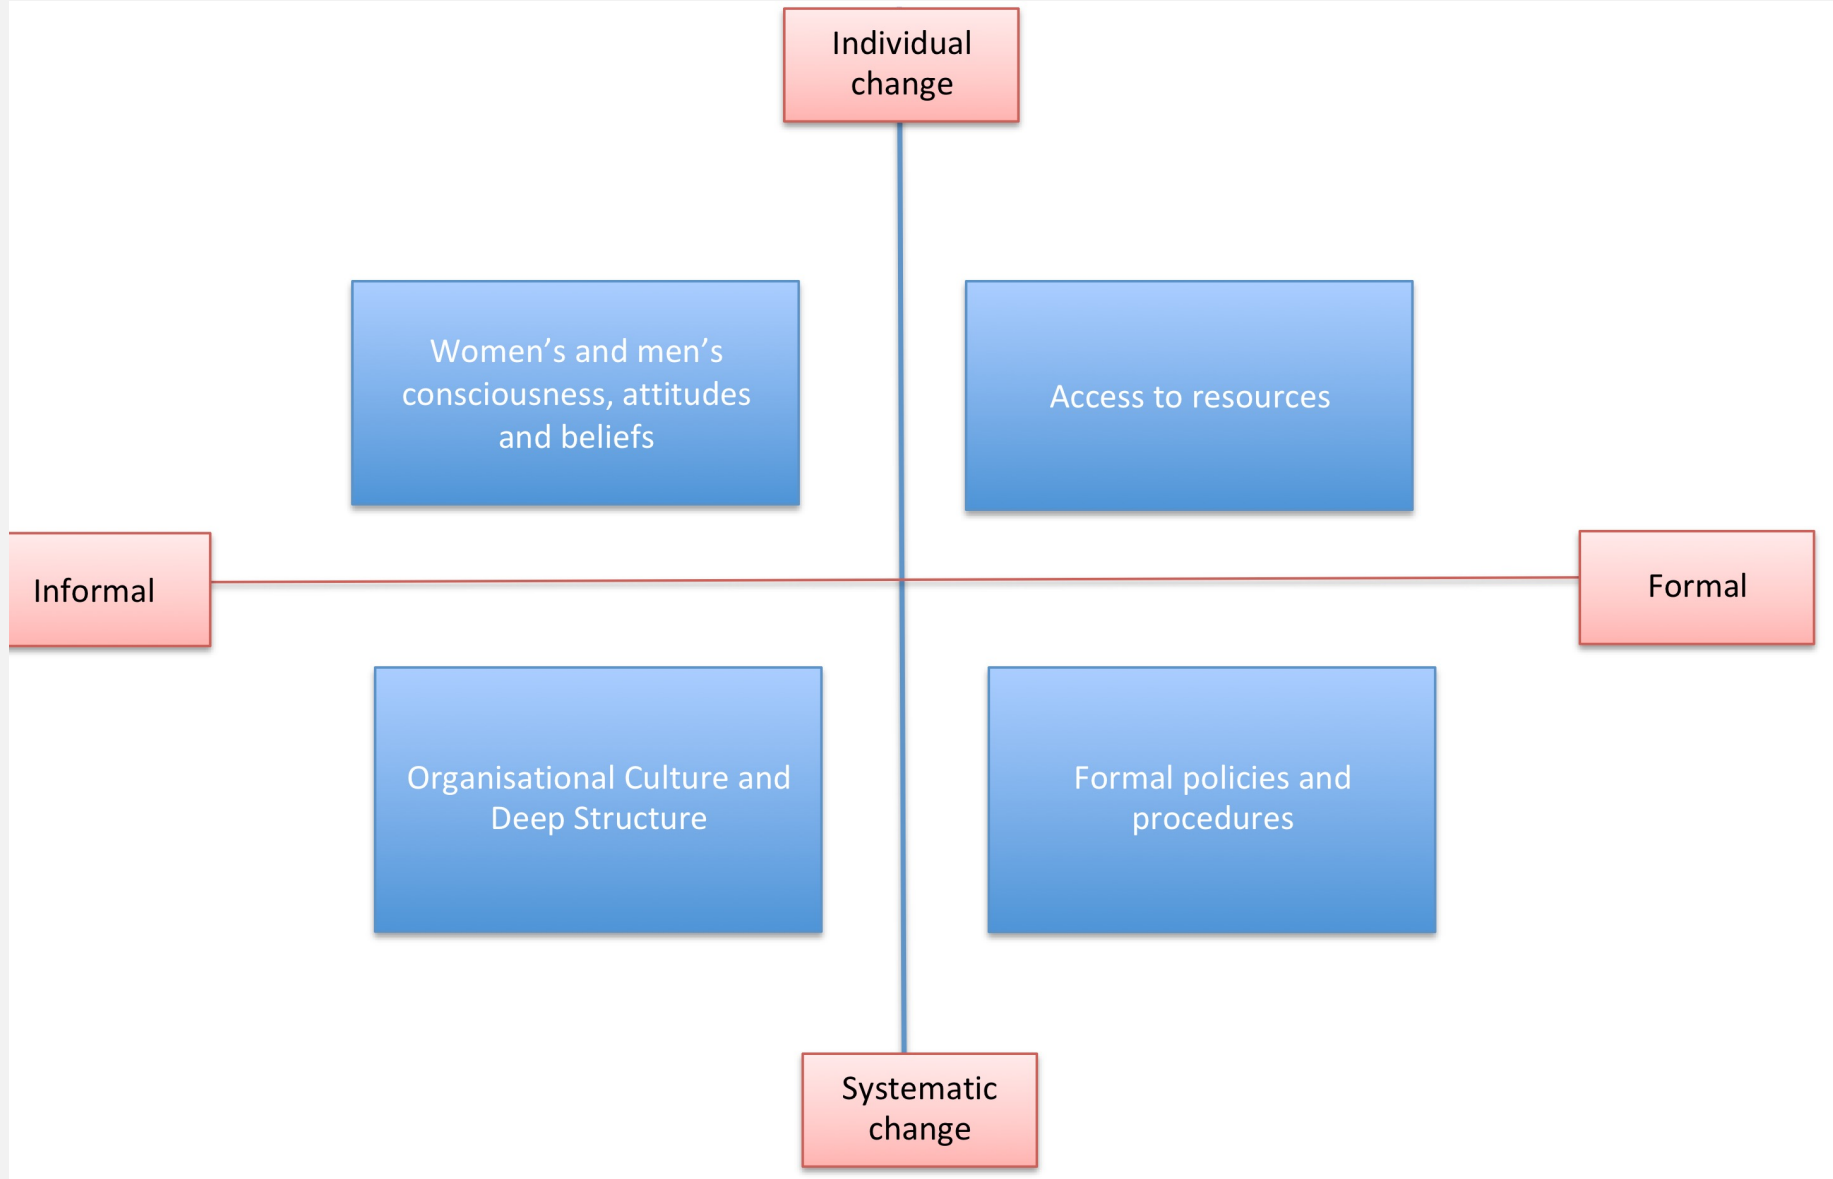 Individual
change
Women’s and men’s
consciousness, attitudes
and beliefs
Access to resources
Informal
Formal
Organisational Culture and
Deep Structure
Formal policies and
procedures
Systematic
change